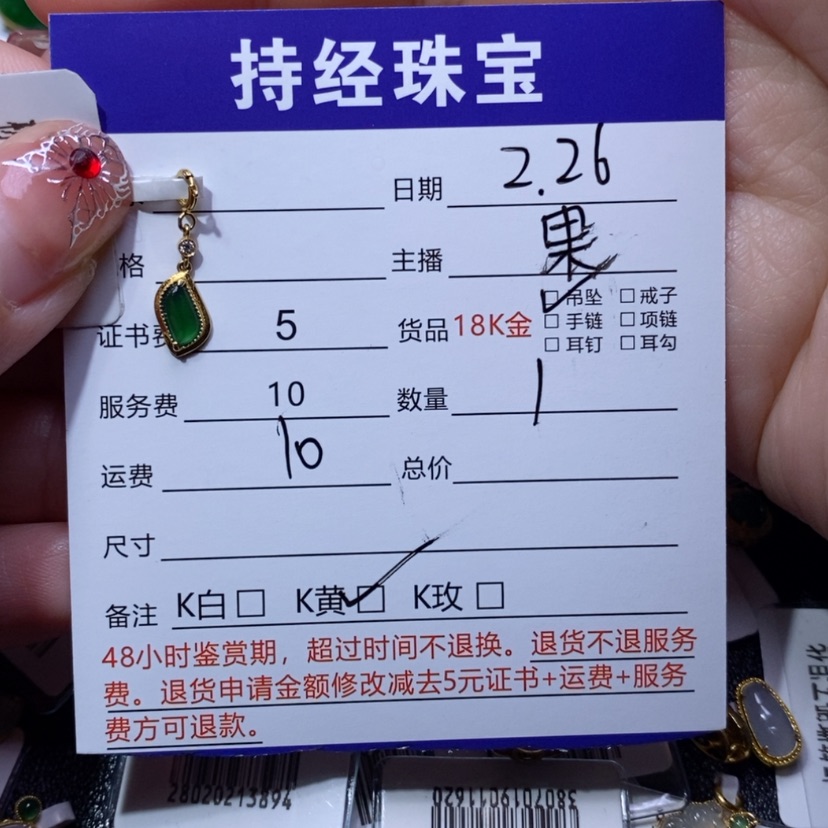 持经珠宝
日期 2.26
格 主播 果
证书费 5 货品 18K金 ☑吊坠 □戒子
□手链 □项链
□耳钉 □耳勾
服务费 10 数量 1
运费 10 总价
尺寸
备注 K白□ K黄☑ K玫□
48小时鉴赏期，超过时间不退换。退货不退服务
费。退货申请金额修改减去5元证书+运费+服务
费方可退款。
28020213894
3807019011620